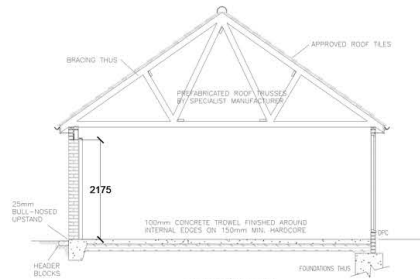 APPROVED ROOF TILES
BRACING THUS
PREFABRICATED ROOF TRUSSES
BY SPECIALIST MANUFACTURER
2175
25mm
BULL-NOSED
UPSTAND
100mm CONCRETE TROWEL FINISHED AROUND
INTERNAL EDGES ON 150mm MIN. HARDCORE
DPC
HEADER
BLOCKS
FOUNDATIONS THUS